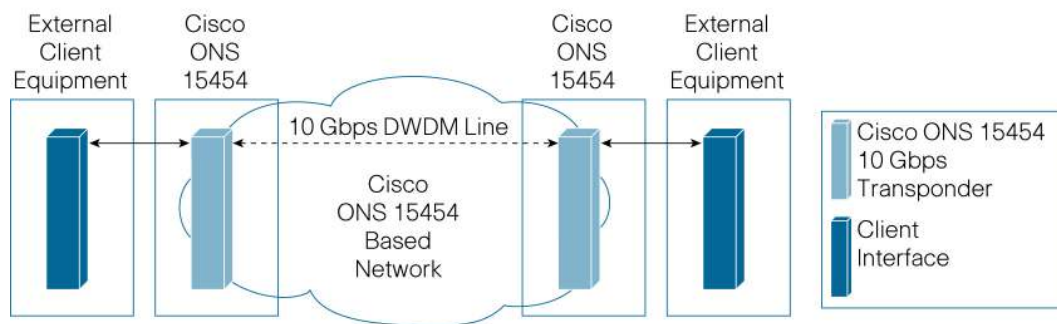 External
Client
Equipment
Cisco
ONS
15454
Cisco
ONS
15454
External
Client
Equipment
10 Gbps DWDM Line
Cisco
ONS 15454
Based
Network
Cisco ONS 15454
10 Gbps
Transponder
Client
Interface